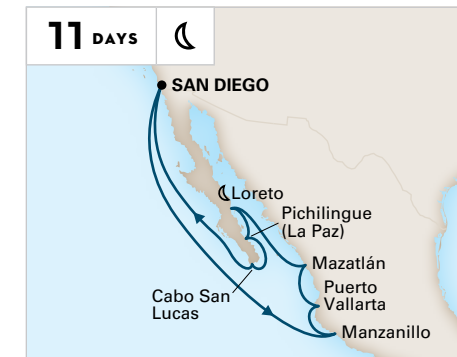 11 DAYS
SAN DIEGO
Loreto
Pichilingue
(La Paz)
Mazatlán
Puerto
Vallarta
Cabo San
Lucas
Manzanillo